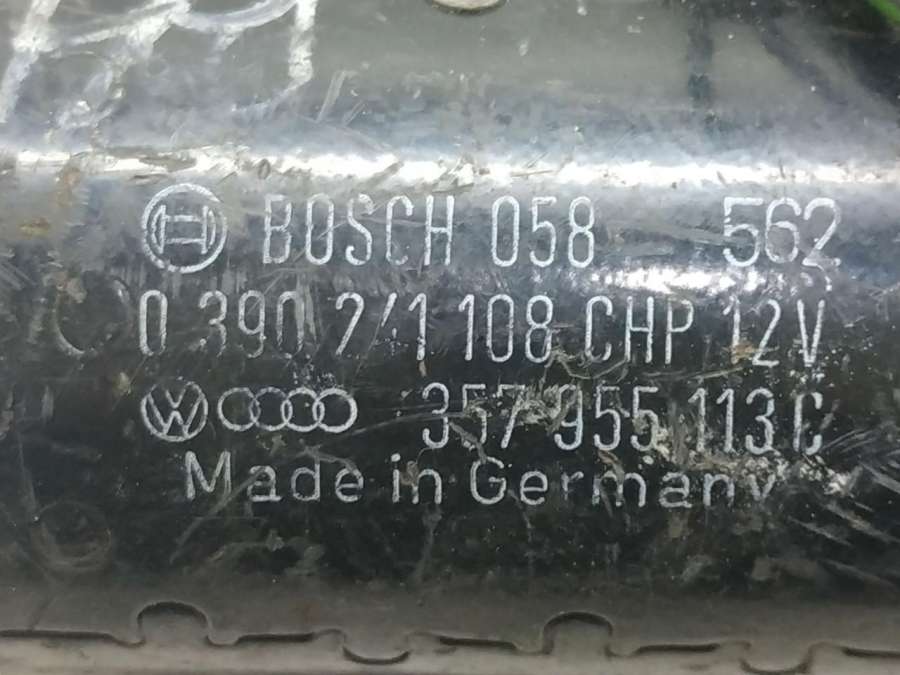 BOSCH 058 562
0 390 241 108 CHP 12V
357 955 113 C
Made in Germany